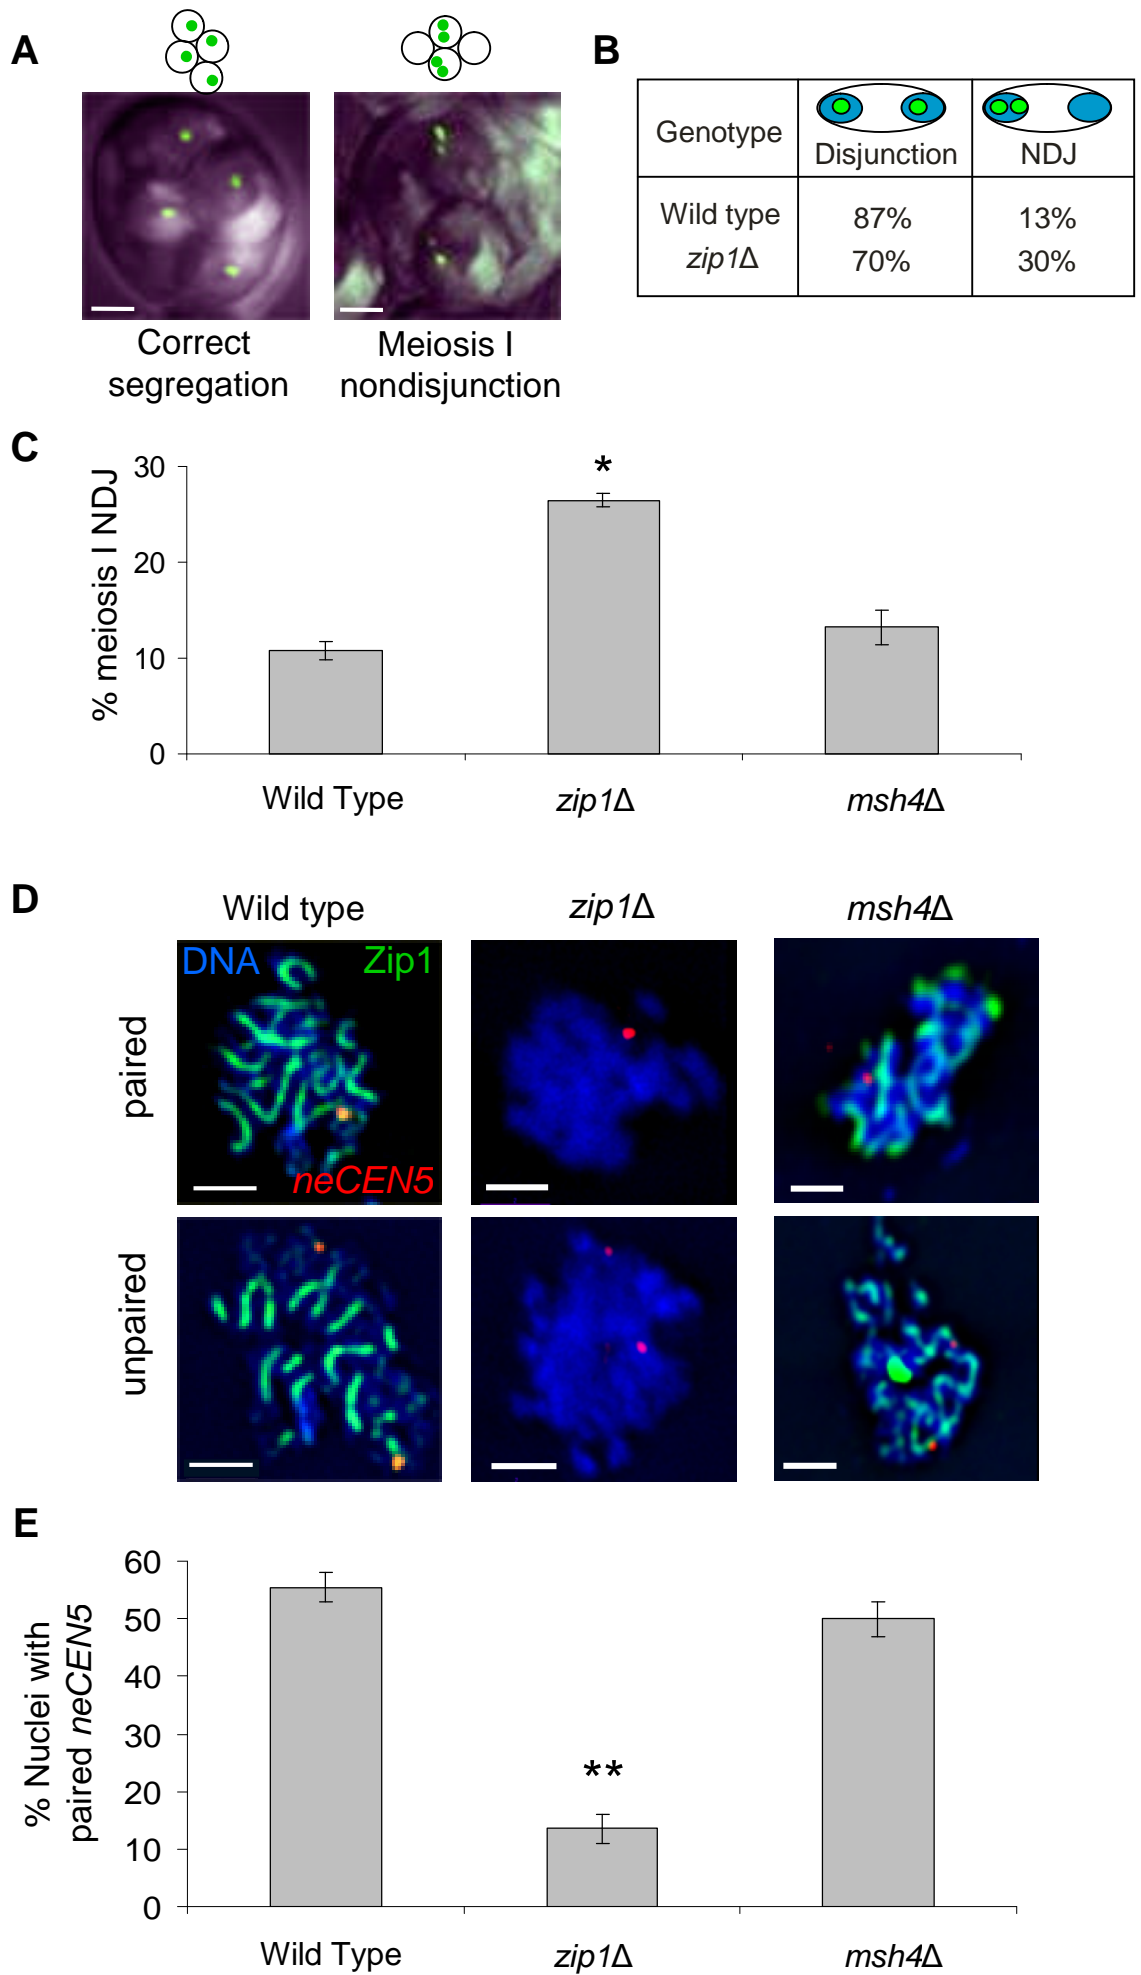 A
Correct
segregation
Meiosis I
nondisjunction
B
Genotype
Disjunction
NDJ
Wild type
87%
13%
zip1Δ
70%
30%
C
% meiosis I NDJ
30
20
10
0
*
Wild Type
zip1Δ
msh4Δ
D
Wild type
zip1Δ
msh4Δ
paired
DNA
Zip1
neCEN5
unpaired
E
% Nuclei with
paired neCEN5
60
50
40
30
20
10
0
**
Wild Type
zip1Δ
msh4Δ